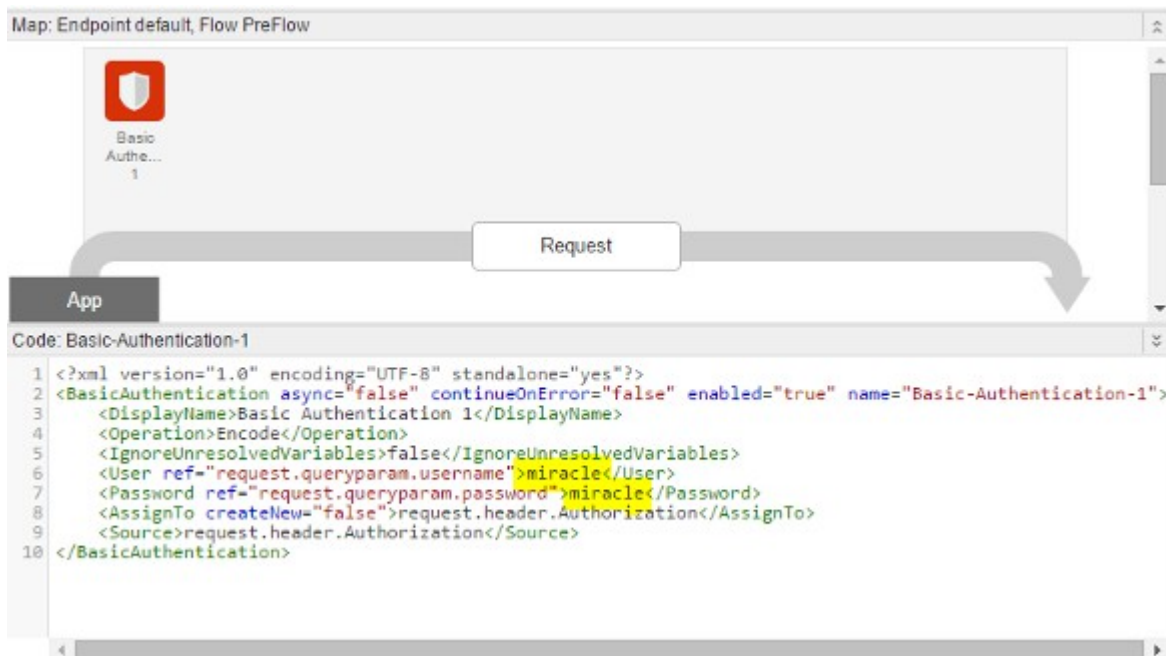 Map: Endpoint default, Flow PreFlow
Basic
Authe...
1
Request
App
Code: Basic-Authentication-1
1 <?xml version="1.0" encoding="UTF-8" standalone="yes"?>
2 <BasicAuthentication async="false" continueOnError="false" enabled="true" name="Basic-Authentication-1">
3 <DisplayName>Basic Authentication 1</DisplayName>
4 <Operation>Encode</Operation>
5 <IgnoreUnresolvedVariables>false</IgnoreUnresolvedVariables>
6 <User ref="request.queryparam.username">miracle</User>
7 <Password ref="request.queryparam.password">miracle</Password>
8 <AssignTo createNew="false">request.header.Authorization</AssignTo>
9 <Source>request.header.Authorization</Source>
10 </BasicAuthentication>